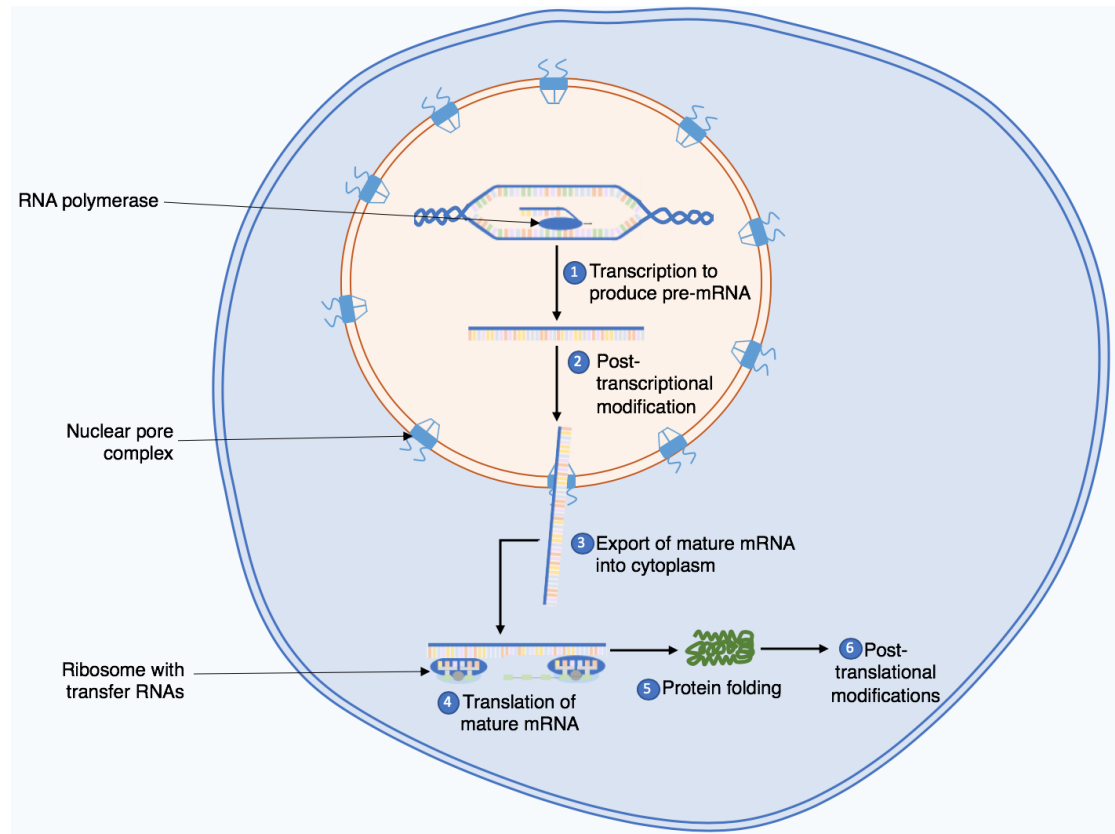 RNA polymerase
1 Transcription to
produce pre-mRNA
2 Post-
transcriptional
modification
Nuclear pore
complex
3 Export of mature mRNA
into cytoplasm
Ribosome with
transfer RNAs
4 Translation of
mature mRNA
5 Protein folding
6 Post-
translational
modifications